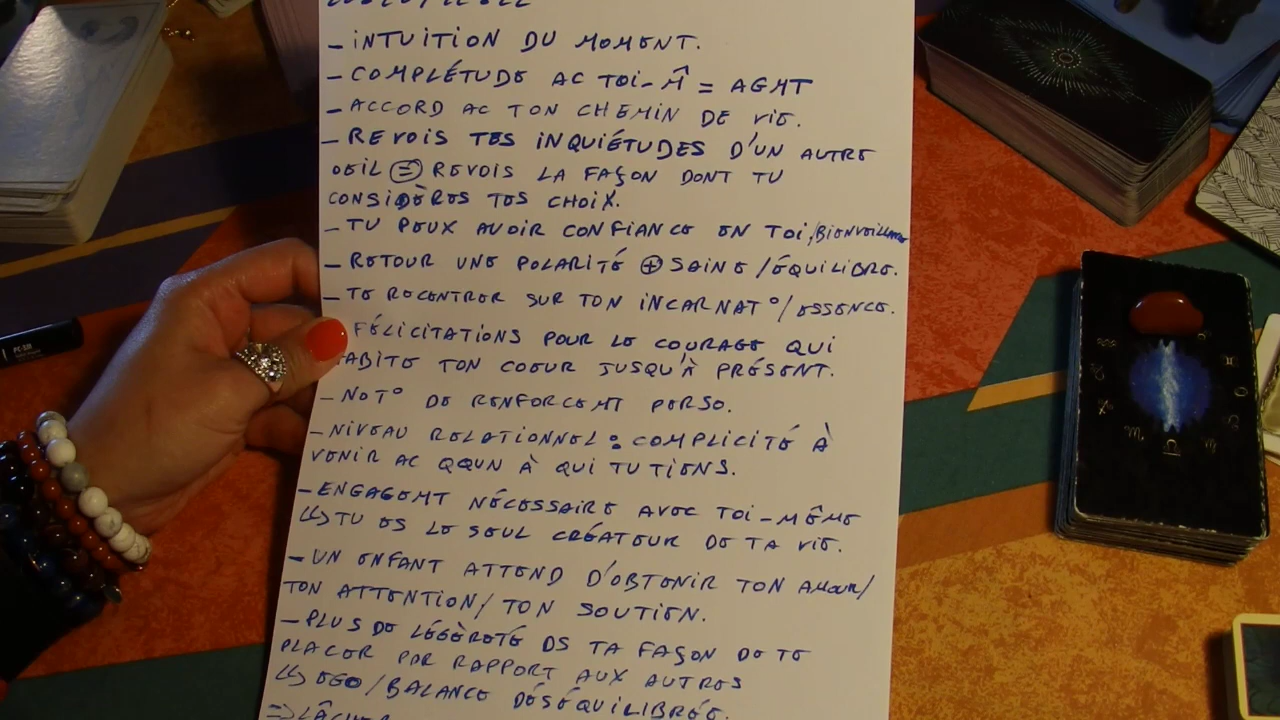 - INTUITION DU MOMENT.
- COMPLÉTUDE AC TOI-M̂ = AGMT
- ACCORD AC TON CHEMIN DE VIE.
- REVOIS TES INQUIÉTUDES D'UN AUTRE
OEIL (=) REVOIS LA FAÇON DONT TU
CONSIDÈRES TES CHOIX.
- TU PEUX AVOIR CONFIANCE EN TOI/BIENVEILLANCE
- RETOUR UNE POLARITÉ ⊕ SAINE/ÉQUILIBRE.
- TE RECENTRER SUR TON INCARNAT°/ESSENCE.
FÉLICITATIONS POUR LE COURAGE QUI
ABITE TON COEUR JUSQU'À PRÉSENT.
- NOT° DE RENFORCEMT PERSO.
- NIVEAU RELATIONNEL : COMPLICITÉ À
VENIR AC QQUN À QUI TU TIENS.
- ENGAGEMT NÉCESSAIRE AVEC TOI-MÊME
↳> TU ES LE SEUL CRÉATEUR DE TA VIE.
- UN ENFANT ATTEND D'OBTENIR TON AMOUR/
TON ATTENTION/TON SOUTIEN.
- PLUS DE LÉGÈRETÉ DS TA FAÇON DE TE
PLACER PAR RAPPORT AUX AUTRES
↳> EGO/BALANCE DÉSÉQUILIBRÉE.
=> LÂCHER